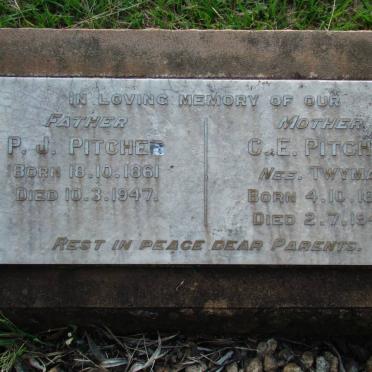 IN LOVING MEMORY OF OUR
FATHER
P. J. PITCHER
BORN 18.10.1861
DIED 10.3.1947.
MOTHER
C. E. PITCH
NEE. TWYMA
BORN 4.10.18
DIED 2.7.19
REST IN PEACE DEAR PARENTS.